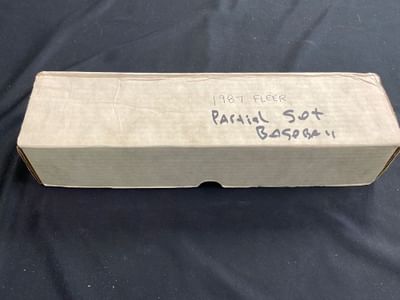 1987 FLEER
Partial Set
BASEBALL